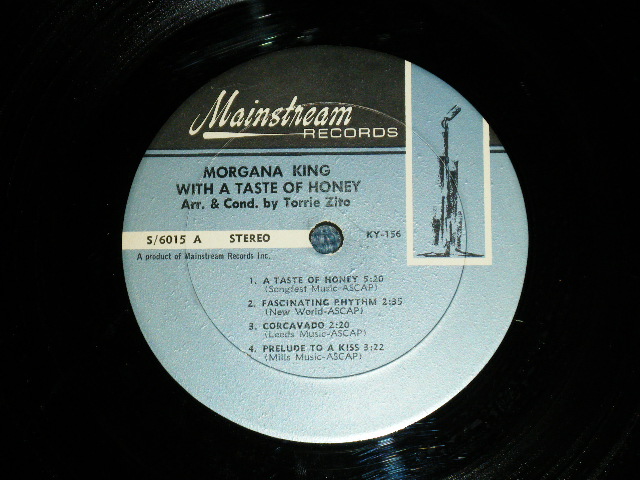 Mainstream
RECORDS
MORGANA KING
WITH A TASTE OF HONEY
Arr. & Cond. by Torrie Zito
S/6015 A STEREO KY-156
A product of Mainstream Records Inc.
1. A TASTE OF HONEY 5:20
(Songfest Music-ASCAP)
2. FASCINATING RHYTHM 2:35
(New World-ASCAP)
3. CORCAVADO 2:20
(Leeds Music-ASCAP)
4. PRELUDE TO A KISS 3:22
(Mills Music-ASCAP)